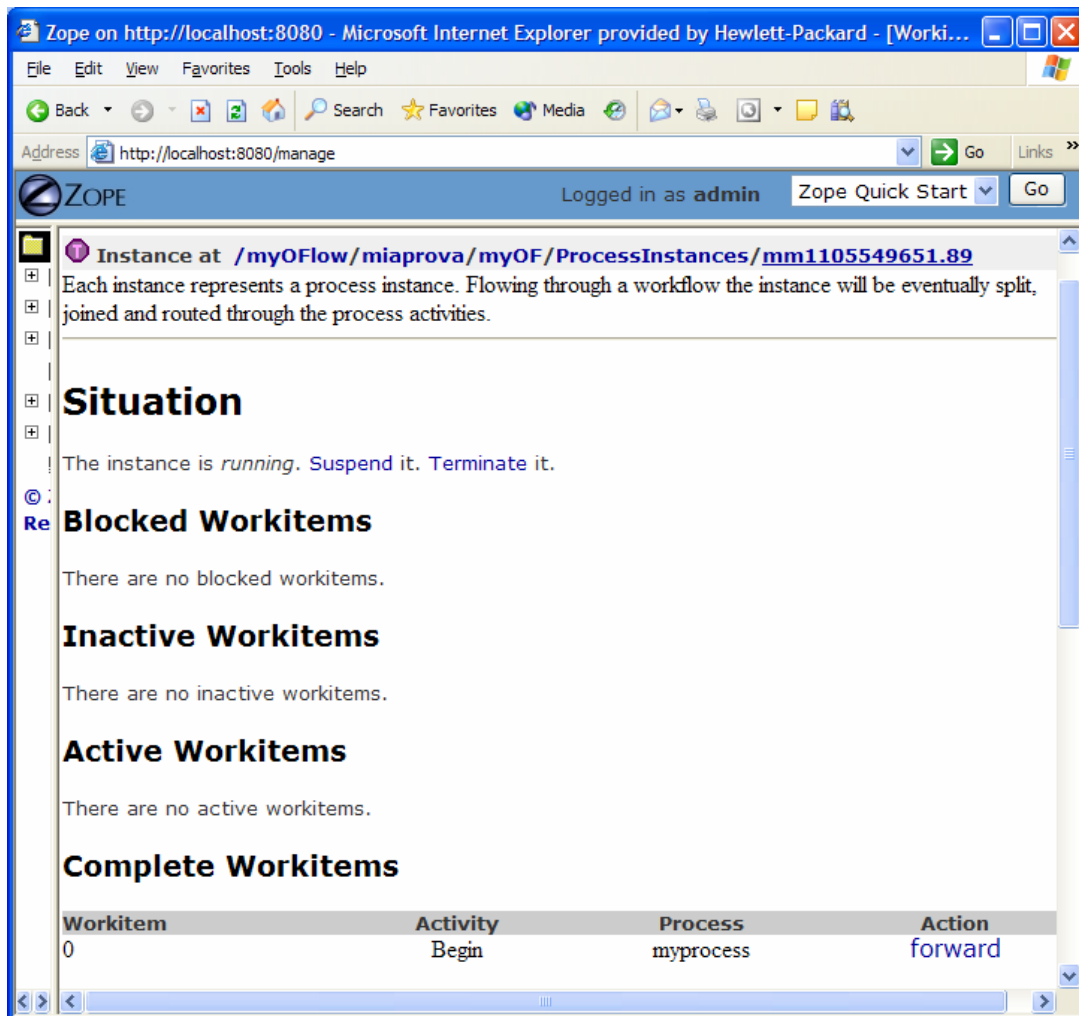 Zope on http://localhost:8080 - Microsoft Internet Explorer provided by Hewlett-Packard - [Worki...
File Edit View Favorites Tools Help
Back Search Favorites Media
Address http://localhost:8080/manage Go Links »
ZOPE Logged in as admin Zope Quick Start Go
Instance at /myOFlow/miaprova/myOF/ProcessInstances/mm1105549651.89
Each instance represents a process instance. Flowing through a workflow the instance will be eventually split,
joined and routed through the process activities.
Situation
The instance is running. Suspend it. Terminate it.
©
Re
Blocked Workitems
There are no blocked workitems.
Inactive Workitems
There are no inactive workitems.
Active Workitems
There are no active workitems.
Complete Workitems
Workitem Activity Process Action
0 Begin myprocess forward